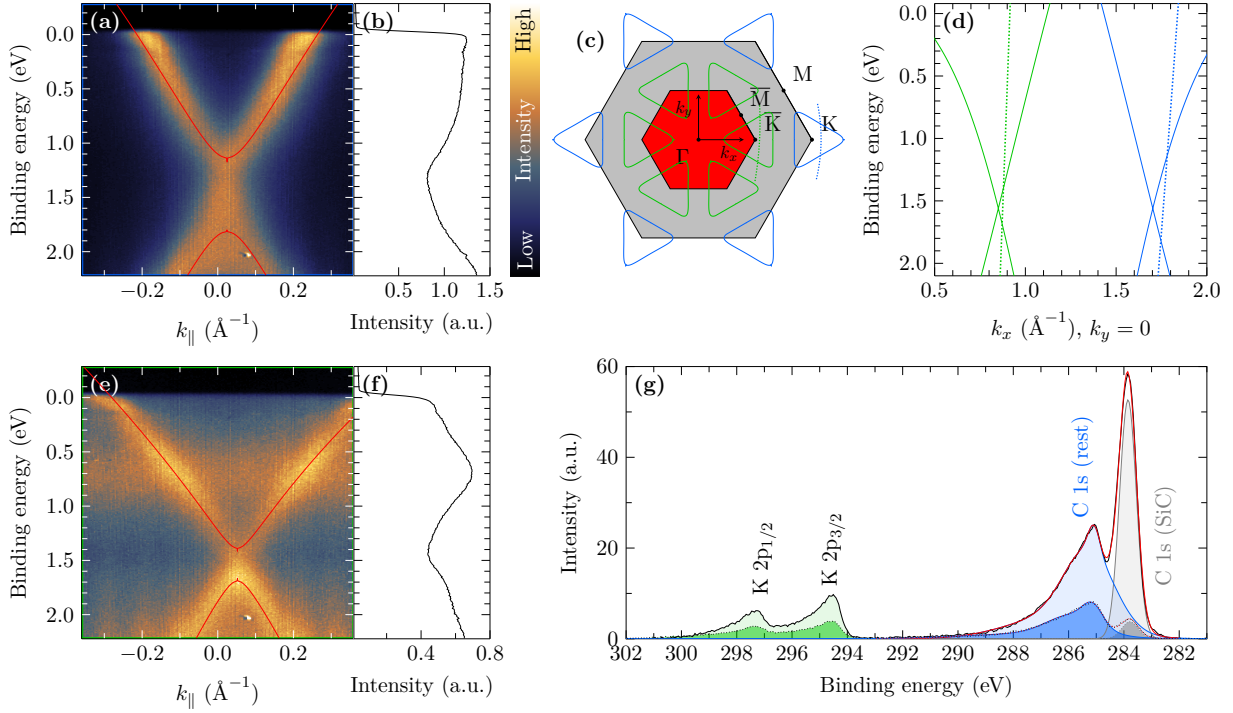 (a)
Binding energy (eV)
0.0
0.5
1.0
1.5
2.0
−0.2
0.0
0.2
k∥ (Å⁻¹)
(b)
0.5
1.0
1.5
Intensity (a.u.)
High
Intensity
Low
(c)
M
M̅
K̅
K
Γ
k_y
k_x
(d)
Binding energy (eV)
0.0
0.5
1.0
1.5
2.0
0.5
1.0
1.5
2.0
k_x (Å⁻¹), k_y = 0
(e)
Binding energy (eV)
0.0
0.5
1.0
1.5
2.0
−0.2
0.0
0.2
k∥ (Å⁻¹)
(f)
0.4
0.8
Intensity (a.u.)
(g)
Intensity (a.u.)
60
40
20
0
K 2p1/2
K 2p3/2
C 1s (rest)
C 1s (SiC)
302
300
298
296
294
292
290
288
286
284
282
Binding energy (eV)